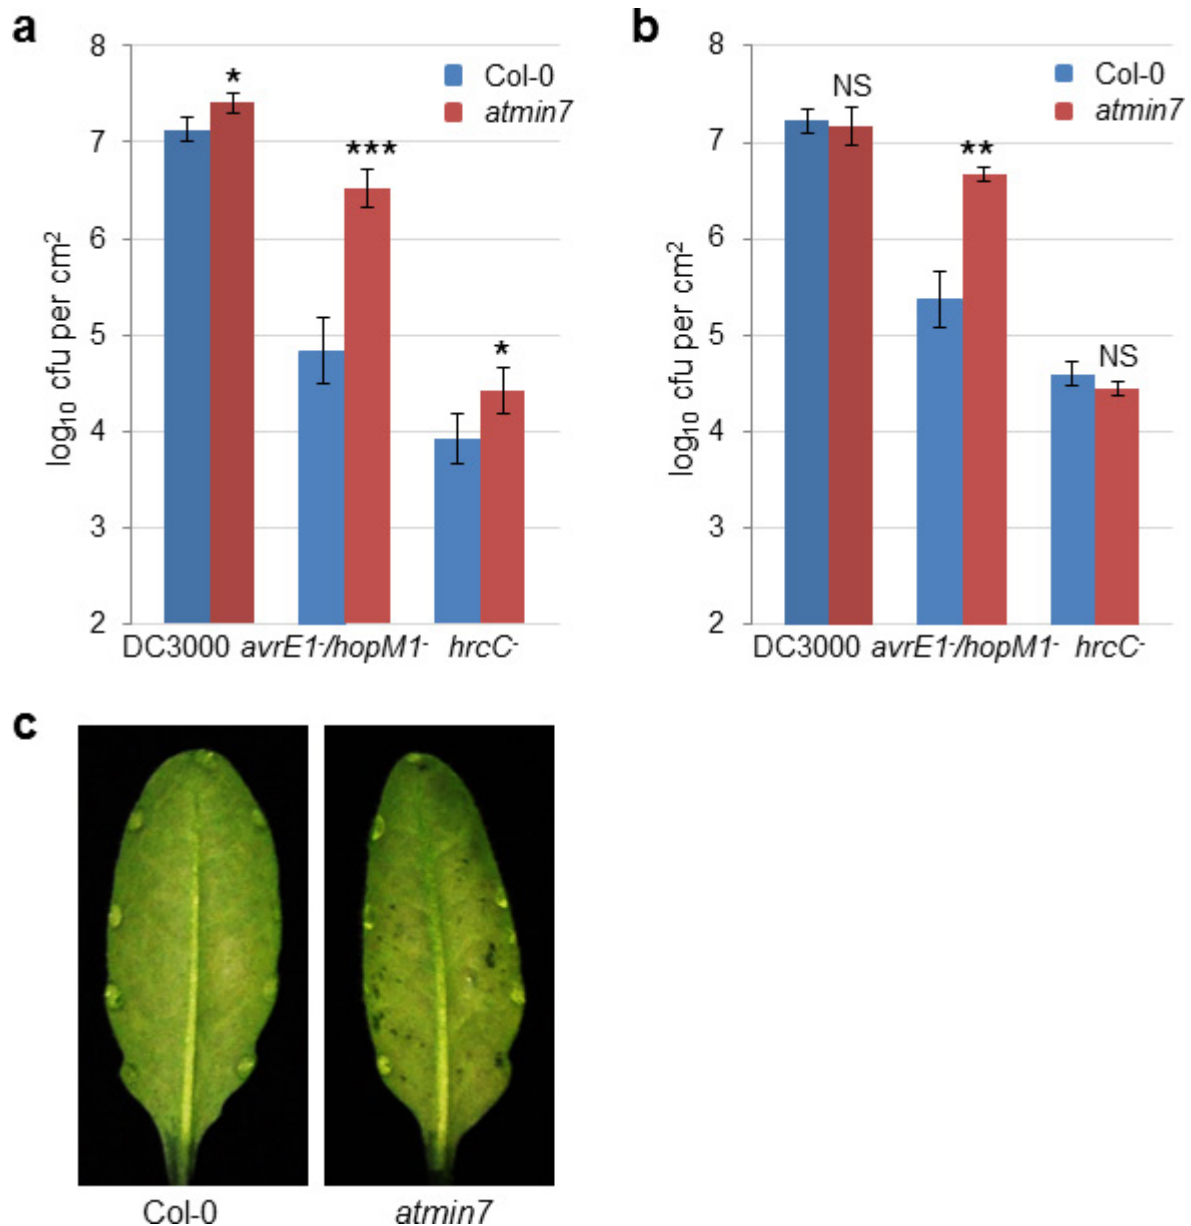 a
8
7
6
5
4
3
2
log₁₀ cfu per cm²
Col-0
atmin7
*
***
*
DC3000 avrE1⁻/hopM1⁻ hrcC⁻
b
8
7
6
5
4
3
2
log₁₀ cfu per cm²
Col-0
atmin7
NS
**
NS
DC3000 avrE1⁻/hopM1⁻ hrcC⁻
c
Col-0
atmin7